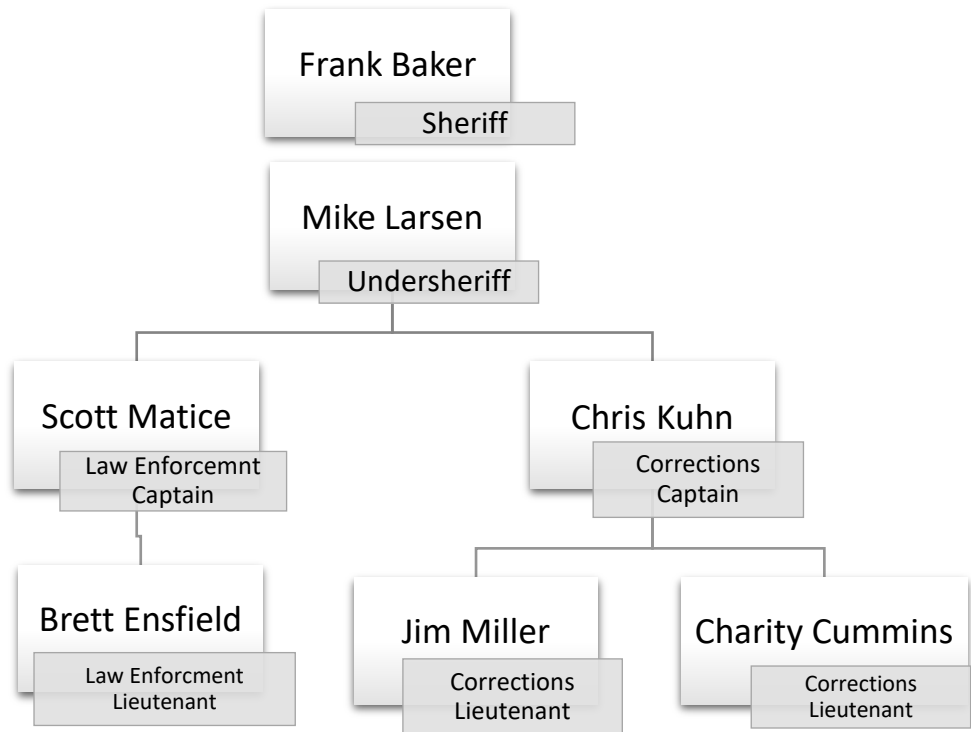 Frank Baker
Sheriff
Mike Larsen
Undersheriff
Scott Matice
Law Enforcemnt
Captain
Chris Kuhn
Corrections
Captain
Brett Ensfield
Law Enforcment
Lieutenant
Jim Miller
Corrections
Lieutenant
Charity Cummins
Corrections
Lieutenant